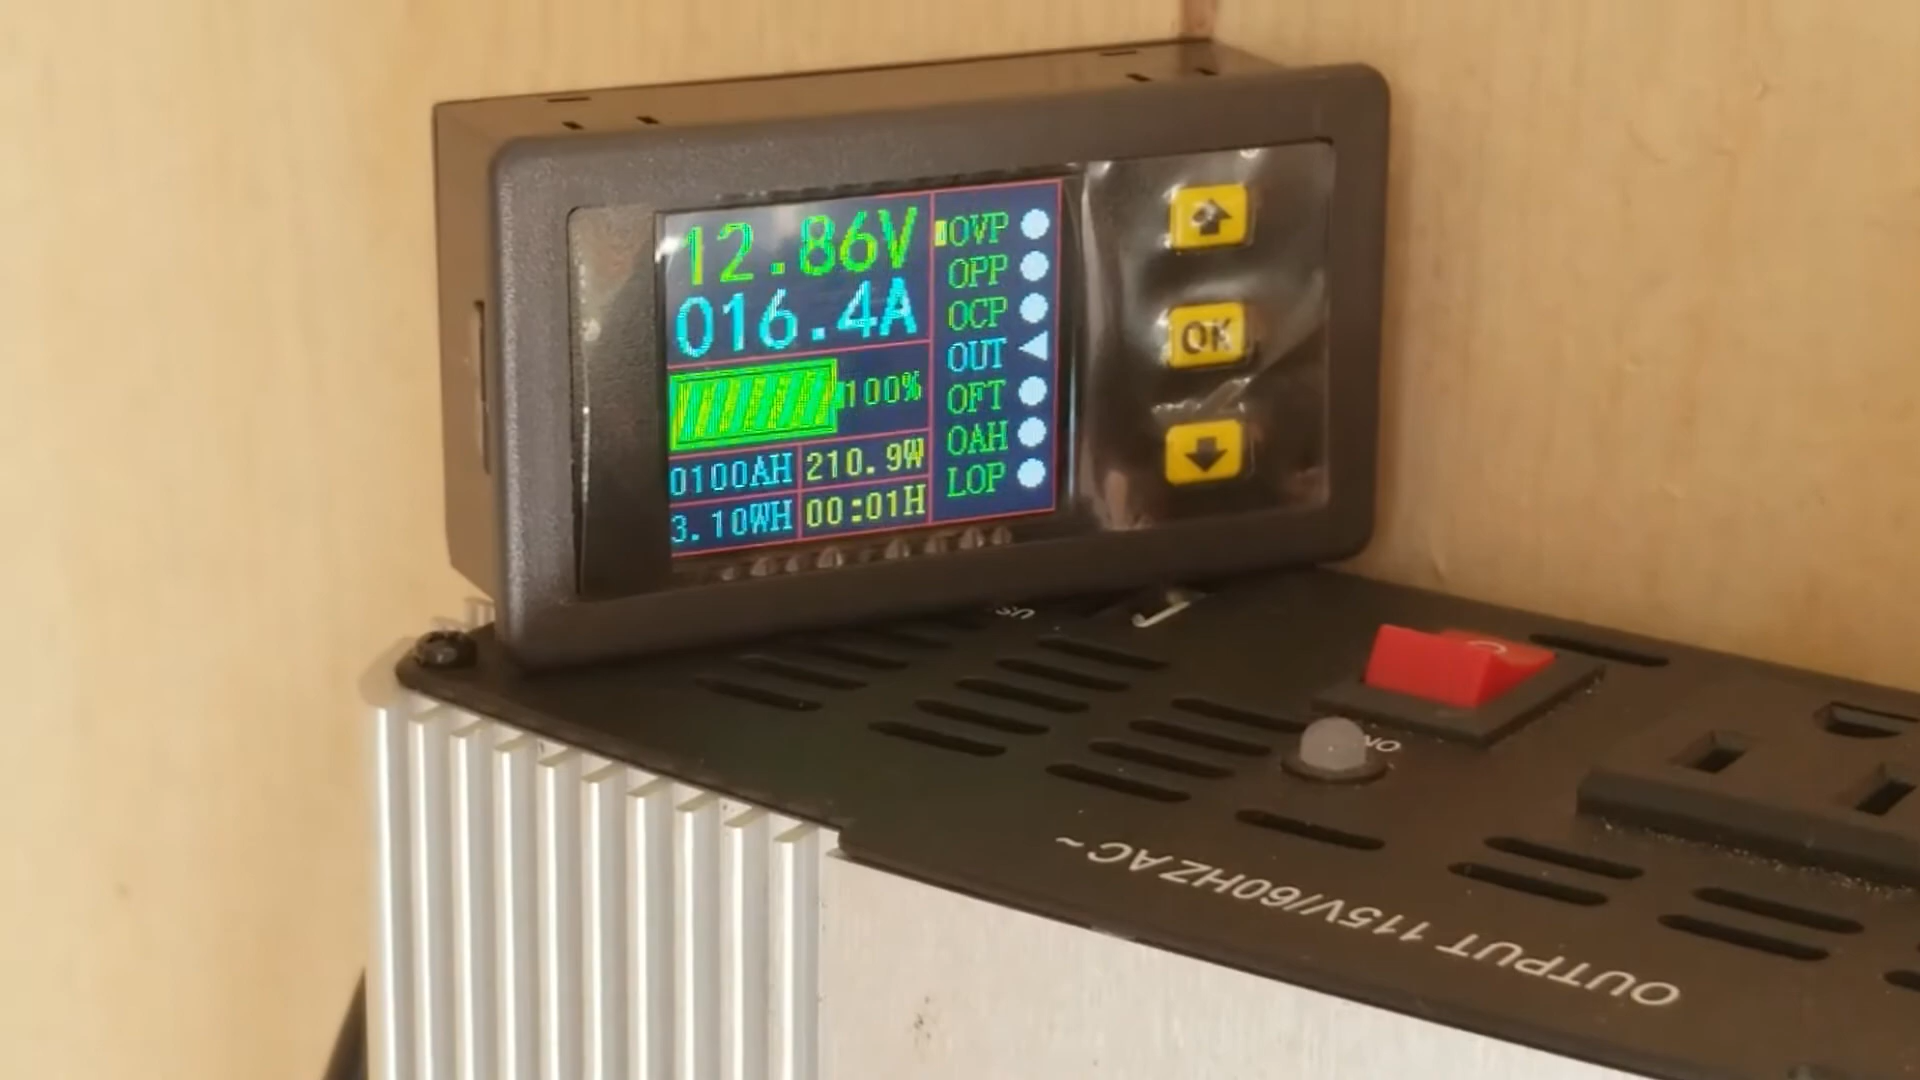 12.86V
016.4A
100%
0100AH 210.9W
3.10WH 00:01H
OVP
OPP
OCP
OUT
OFT
OAH
LOP
OK
ON
OUTPUT 115V/60HZ AC ~